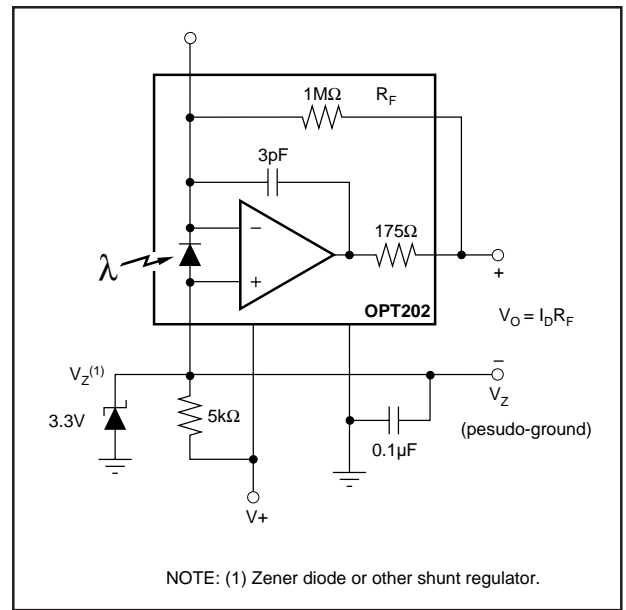 1MΩ
R_F
3pF
175Ω
λ
−
+
+
OPT202
V_O = I_DR_F
V_Z(1)
−
V_Z
3.3V
5kΩ
0.1µF
(pesudo-ground)
V+
NOTE: (1) Zener diode or other shunt regulator.